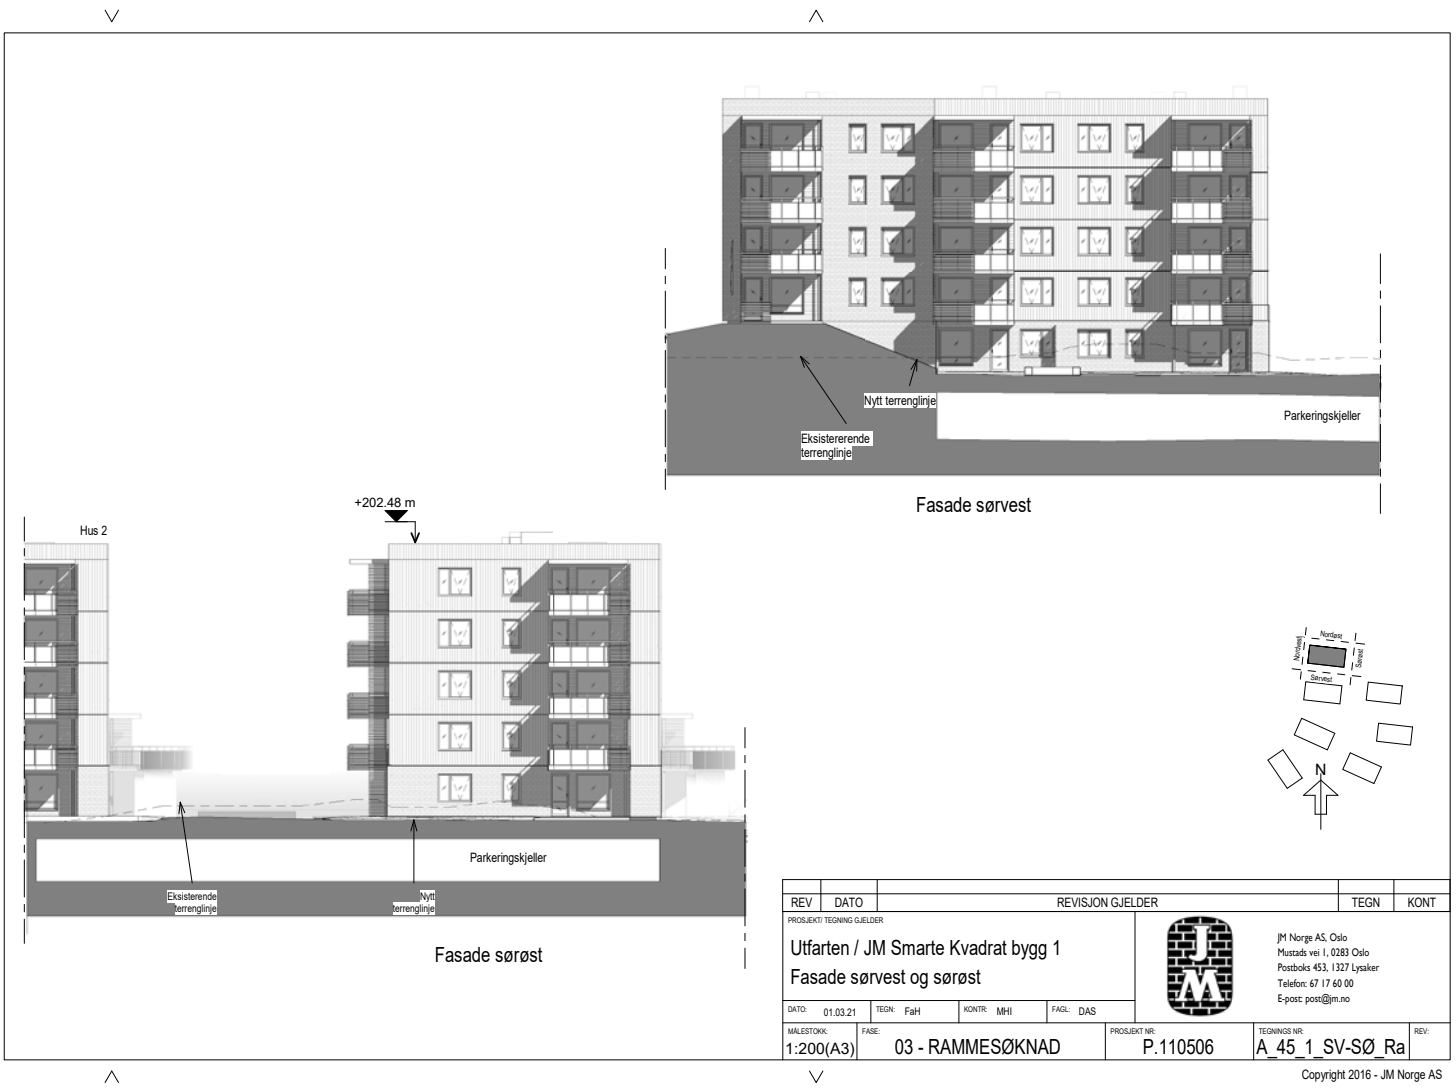 Nytt terrenglinje
Parkeringskjeller
Eksistererende
terrenglinje
Fasade sørvest
+202.48 m
Hus 2
Parkeringskjeller
Eksisterende
terrenglinje
Nytt
terrenglinje
Fasade sørøst
Nordøst
Nordvest
Sørøst
Sørvest
N
REV DATO REVISJON GJELDER TEGN KONT
PROSJEKT/ TEGNING GJELDER
Utfarten / JM Smarte Kvadrat bygg 1
Fasade sørvest og sørøst
JM
JM Norge AS, Oslo
Mustads vei 1, 0283 Oslo
Postboks 453, 1327 Lysaker
Telefon: 67 17 60 00
E-post: post@jm.no
DATO: 01.03.21 TEGN: FaH KONTR: MHI FAGL: DAS
MÅLESTOKK: FASE: PROSJEKT NR: TEGNINGS NR: REV:
1:200(A3) 03 - RAMMESØKNAD P.110506 A_45_1_SV-SØ_Ra
Copyright 2016 - JM Norge AS